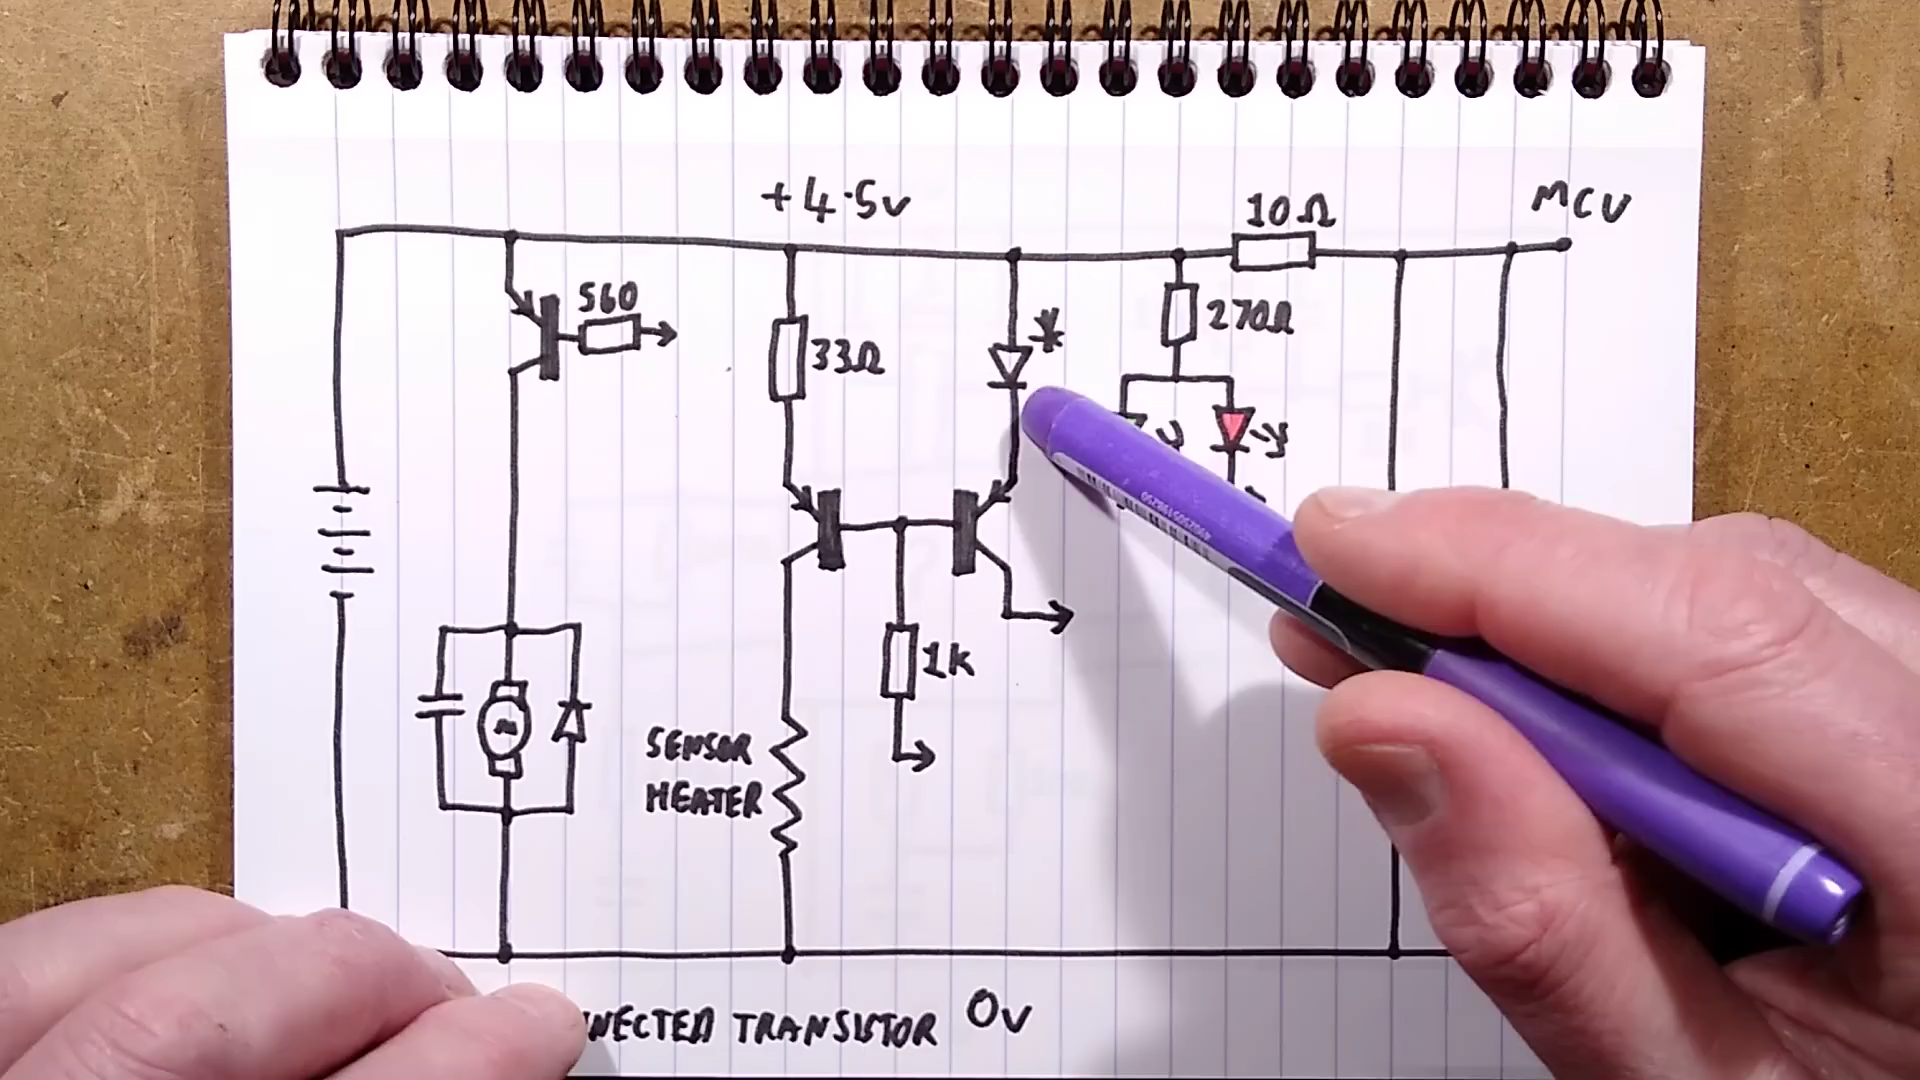 +4.5v
10Ω
MCU
560
33Ω
*
270Ω
1K
SENSOR
HEATER
TRANSISTOR
0v